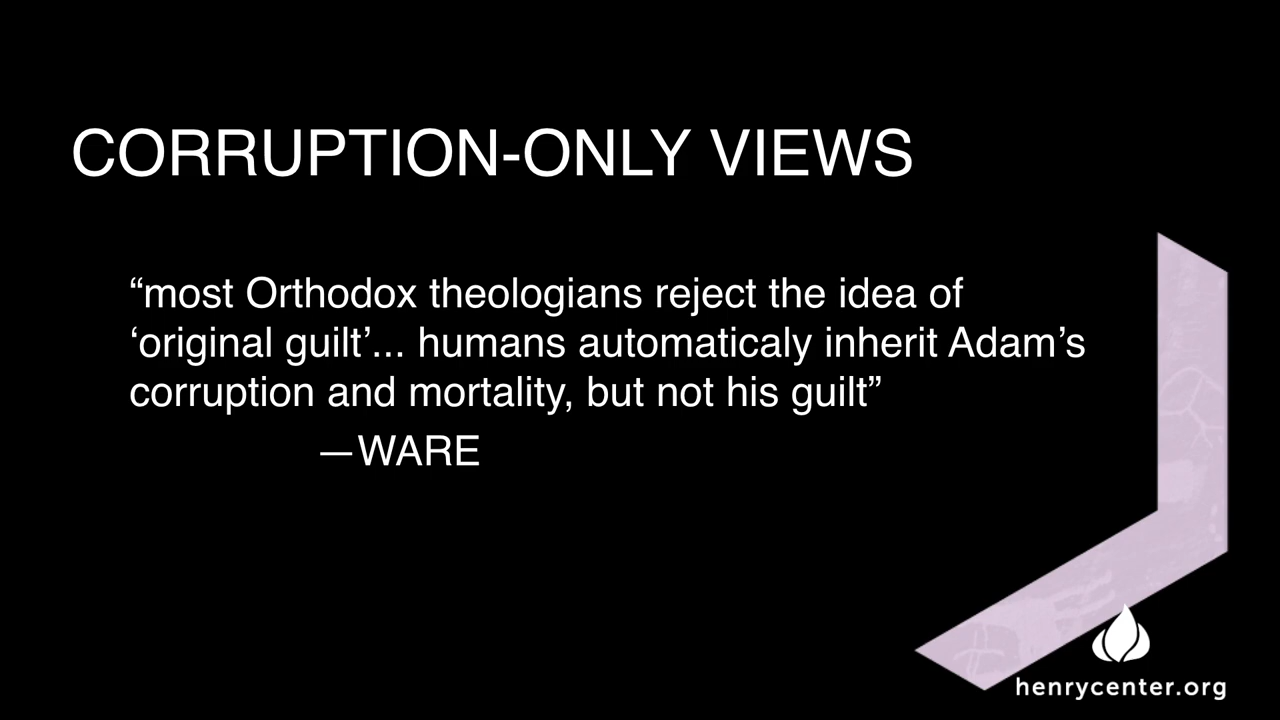 CORRUPTION-ONLY VIEWS
“most Orthodox theologians reject the idea of
‘original guilt’... humans automaticaly inherit Adam’s
corruption and mortality, but not his guilt”
—WARE
henrycenter.org